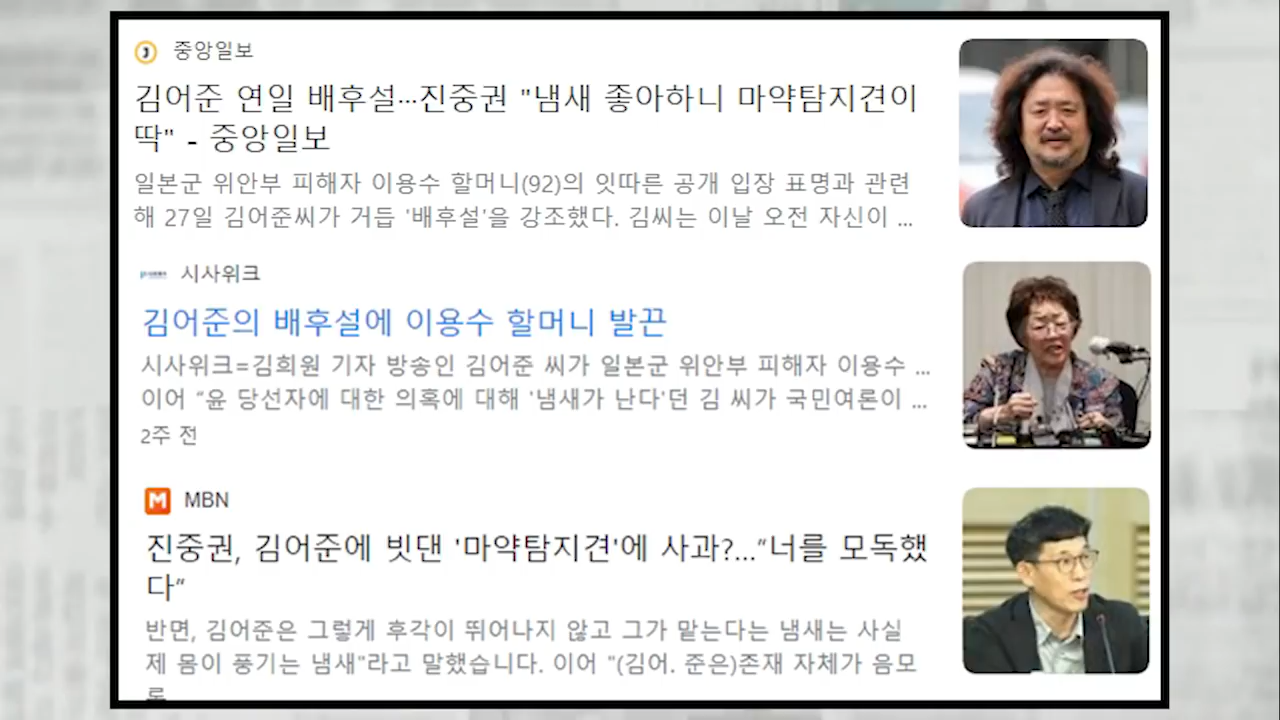 중앙일보
김어준 연일 배후설…진중권 "냄새 좋아하니 마약탐지견이
딱" - 중앙일보
일본군 위안부 피해자 이용수 할머니(92)의 잇따른 공개 입장 표명과 관련
해 27일 김어준씨가 거듭 '배후설'을 강조했다. 김씨는 이날 오전 자신이 ...
시사위크
김어준의 배후설에 이용수 할머니 발끈
시사위크=김희원 기자 방송인 김어준 씨가 일본군 위안부 피해자 이용수 ...
이어 “윤 당선자에 대한 의혹에 대해 '냄새가 난다'던 김 씨가 국민여론이 ...
2주 전
M MBN
진중권, 김어준에 빗댄 '마약탐지견'에 사과?…”너를 모독했
다”
반면, 김어준은 그렇게 후각이 뛰어나지 않고 그가 맡는다는 냄새는 사실
제 몸이 풍기는 냄새"라고 말했습니다. 이어 "(김어. 준은)존재 자체가 음모